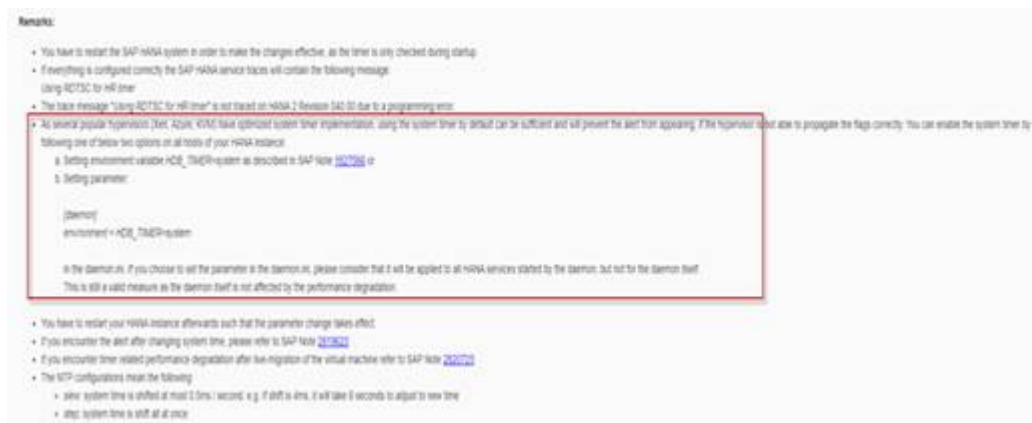 Remarks:
• You have to restart the SAP HANA system in order to make the changes effective, as the timer is only checked during startup.
• If everything is configured correctly the SAP HANA service traces will contain the following message:
Using RDTSC for HR timer
• The trace message "Using RDTSC for HR timer" is not traced on HANA 2 Revision 040.00 due to a programming error.
• As several popular hypervisors (Xen, Azure, KVM) have optimized system timer implementation, using the system timer by default can be sufficient and will prevent the alert from appearing, if the hypervisor is not able to propagate the flags correctly. You can enable the system timer by
following one of below two options on all hosts of your HANA instance:
a. Setting environment variable HDB_TIMER=system as described in SAP Note or
b. Setting parameter:
[daemon]
environment = HDB_TIMER=system
in the daemon.ini. If you choose to set the parameter in the daemon.ini, please consider that it will be applied to all HANA services started by the daemon, but not for the daemon itself.
This is still a valid measure as the daemon itself is not affected by the performance degradation.
• You have to restart your HANA instance afterwards such that the parameter change takes effect.
• If you encounter the alert after changing system time, please refer to SAP Note
• If you encounter timer related performance degradation after live migration of the virtual machine refer to SAP Note
• The NTP configurations mean the following:
• slew: system time is shifted at most 0.5ms / second. e.g. if shift is 4ms, it will take 8 seconds to adjust to new time
• step: system time is shift all at once